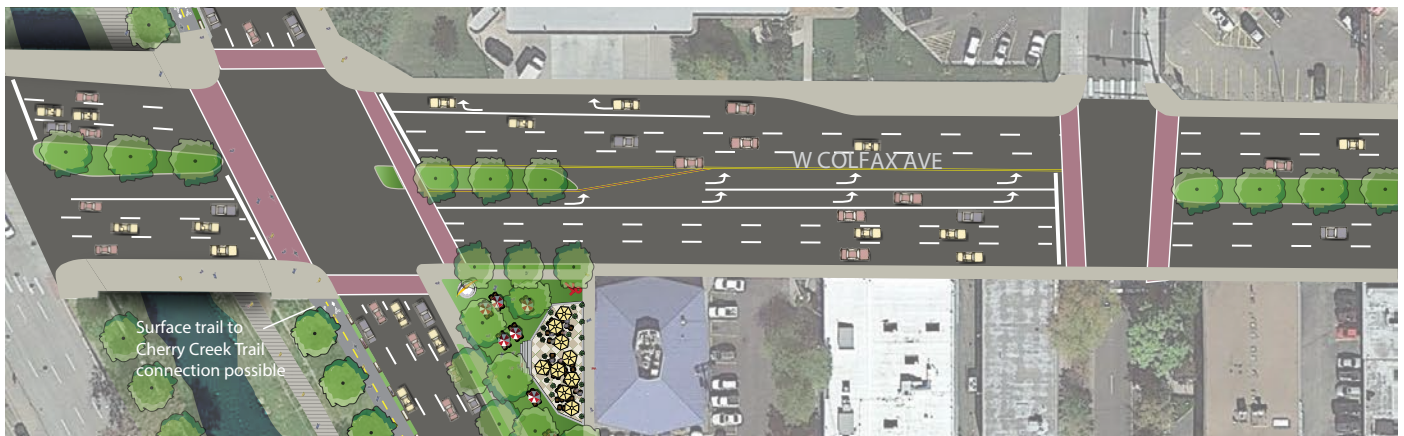 W COLFAX AVE
Surface trail to
Cherry Creek Trail
connection possible